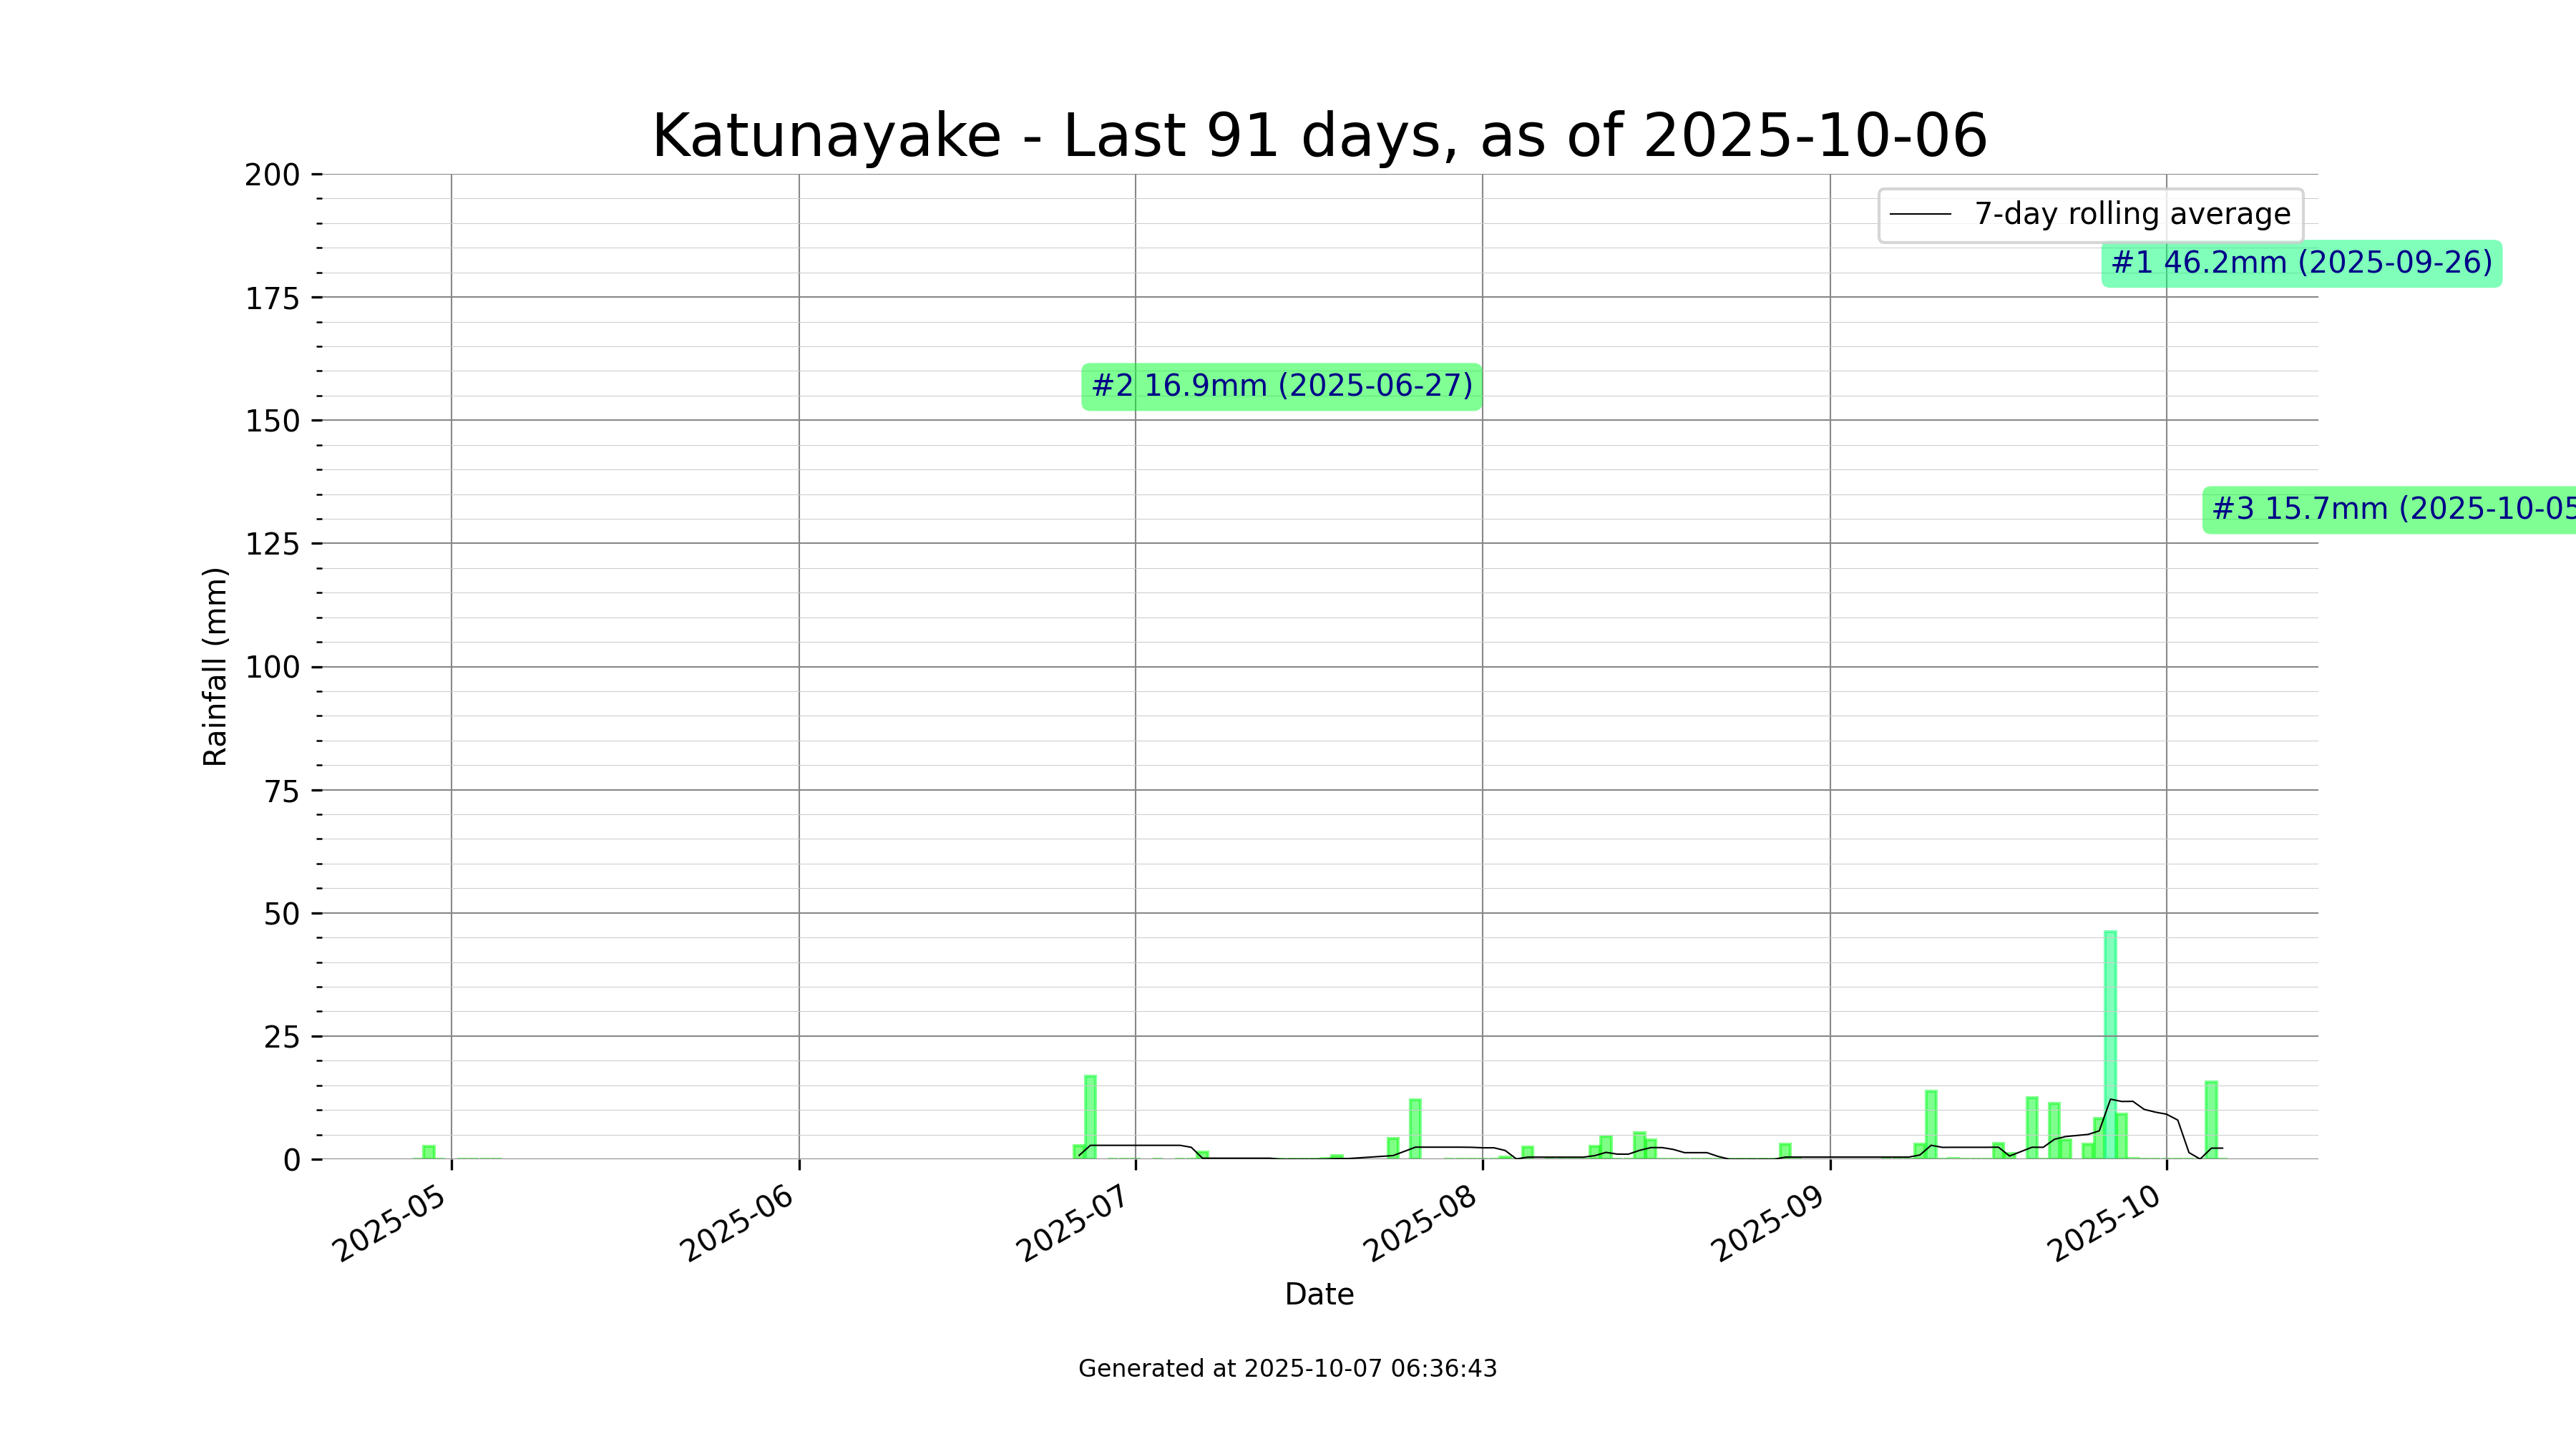 Katunayake - Last 91 days, as of 2025-10-06
200
175
150
125
100
75
50
25
0
Rainfall (mm)
7-day rolling average
#1 46.2mm (2025-09-26)
#2 16.9mm (2025-06-27)
#3 15.7mm (2025-10-05
2025-05
2025-06
2025-07
2025-08
2025-09
2025-10
Date
Generated at 2025-10-07 06:36:43